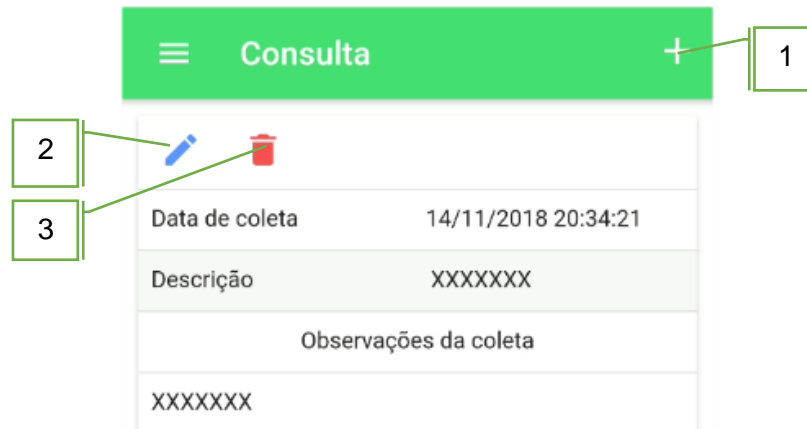 Consulta
1
2
3
Data de coleta 14/11/2018 20:34:21
Descrição XXXXXXX
Observações da coleta
XXXXXXX